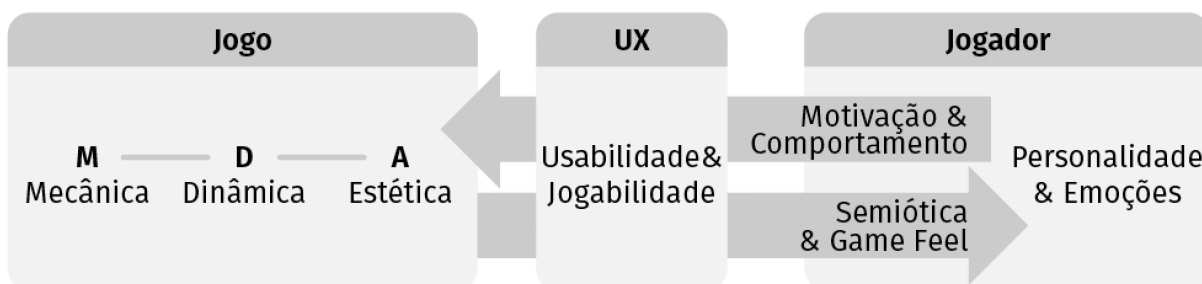 Jogo
M D A
Mecânica Dinâmica Estética
UX
Usabilidade&
Jogabilidade
Jogador
Motivação &
Comportamento
Semiótica
& Game Feel
Personalidade
& Emoções